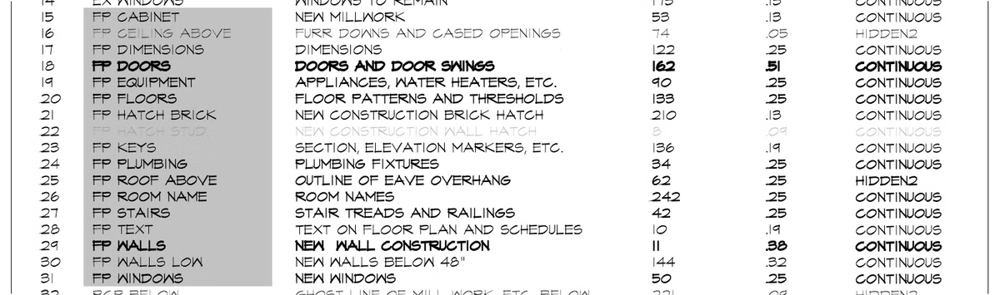 14 EX WINDOWS WINDOWS TO REMAIN 175 .15 CONTINUOUS
15 FP CABINET NEW MILLWORK 53 .13 CONTINUOUS
16 FP CEILING ABOVE FURR DOWNS AND CASED OPENINGS 74 .05 HIDDEN2
17 FP DIMENSIONS DIMENSIONS 122 .25 CONTINUOUS
18 FP DOORS DOORS AND DOOR SWINGS 162 .51 CONTINUOUS
19 FP EQUIPMENT APPLIANCES, WATER HEATERS, ETC. 90 .25 CONTINUOUS
20 FP FLOORS FLOOR PATTERNS AND THRESHOLDS 133 .25 CONTINUOUS
21 FP HATCH BRICK NEW CONSTRUCTION BRICK HATCH 210 .13 CONTINUOUS
22 FP HATCH STUD NEW CONSTRUCTION WALL HATCH 8 .09 CONTINUOUS
23 FP KEYS SECTION, ELEVATION MARKERS, ETC. 136 .19 CONTINUOUS
24 FP PLUMBING PLUMBING FIXTURES 34 .25 CONTINUOUS
25 FP ROOF ABOVE OUTLINE OF EAVE OVERHANG 62 .25 HIDDEN2
26 FP ROOM NAME ROOM NAMES 242 .25 CONTINUOUS
27 FP STAIRS STAIR TREADS AND RAILINGS 42 .25 CONTINUOUS
28 FP TEXT TEXT ON FLOOR PLAN AND SCHEDULES 10 .19 CONTINUOUS
29 FP WALLS NEW WALL CONSTRUCTION 11 .38 CONTINUOUS
30 FP WALLS LOW NEW WALLS BELOW 48" 144 .32 CONTINUOUS
31 FP WINDOWS NEW WINDOWS 50 .25 CONTINUOUS
32 RCP BELOW GHOST LINE OF MILL WORK, ETC. BELOW 221 .09 HIDDEN2